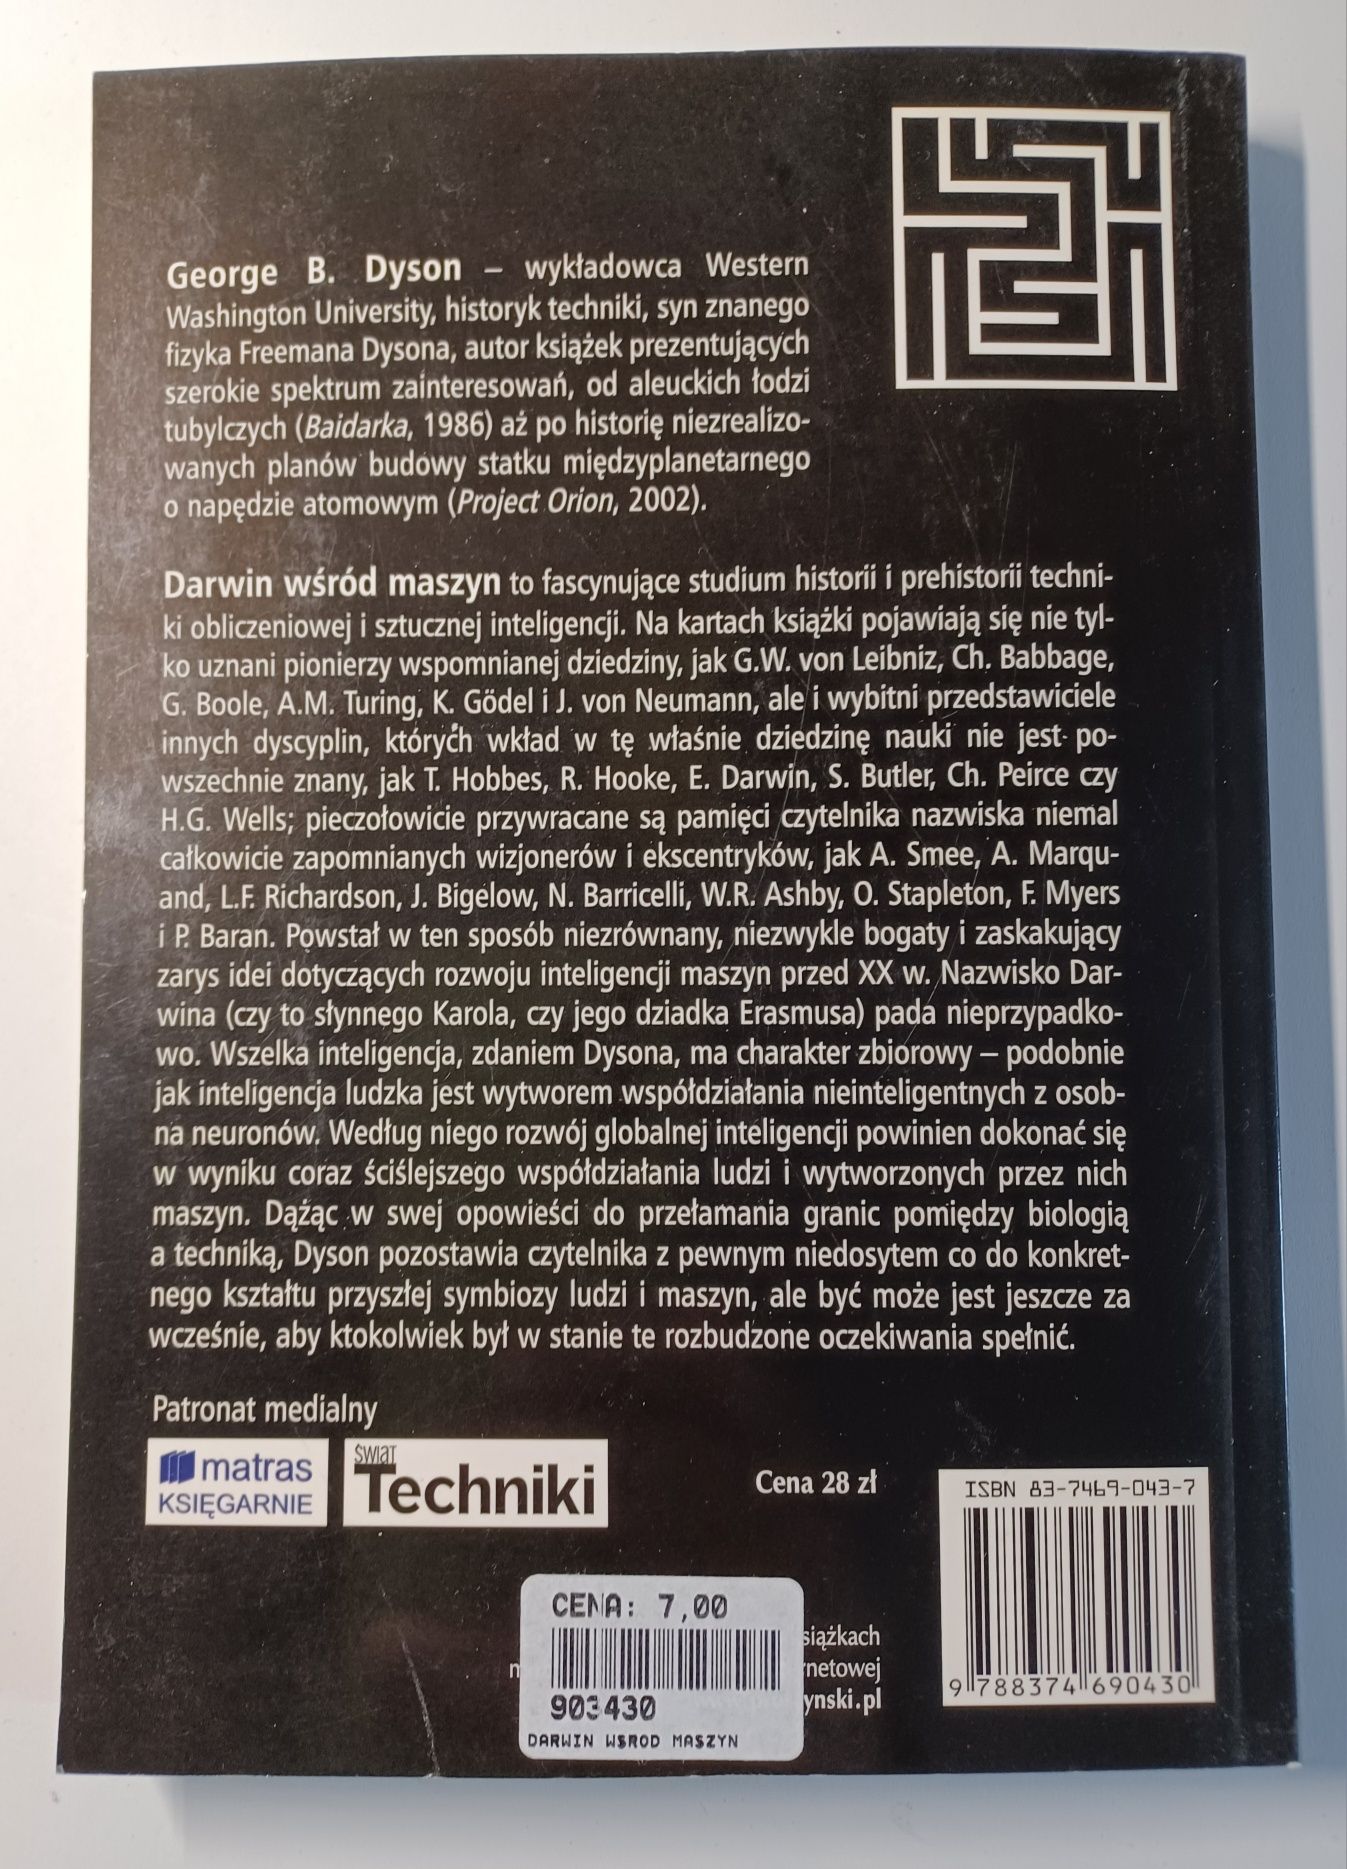 George B. Dyson – wykładowca Western
Washington University, historyk techniki, syn znanego
fizyka Freemana Dysona, autor książek prezentujących
szerokie spektrum zainteresowań, od aleuckich łodzi
tubylczych (Baidarka, 1986) aż po historię niezrealizo-
wanych planów budowy statku międzyplanetarnego
o napędzie atomowym (Project Orion, 2002).
Darwin wśród maszyn to fascynujące studium historii i prehistorii techni-
ki obliczeniowej i sztucznej inteligencji. Na kartach książki pojawiają się nie tyl-
ko uznani pionierzy wspomnianej dziedziny, jak G.W. von Leibniz, Ch. Babbage,
G. Boole, A.M. Turing, K. Gödel i J. von Neumann, ale i wybitni przedstawiciele
innych dyscyplin, których wkład w tę właśnie dziedzinę nauki nie jest po-
wszechnie znany, jak T. Hobbes, R. Hooke, E. Darwin, S. Butler, Ch. Peirce czy
H.G. Wells; pieczołowicie przywracane są pamięci czytelnika nazwiska niemal
całkowicie zapomnianych wizjonerów i ekscentryków, jak A. Smee, A. Marqu-
and, L.F. Richardson, J. Bigelow, N. Barricelli, W.R. Ashby, O. Stapleton, F. Myers
i P. Baran. Powstał w ten sposób niezrównany, niezwykle bogaty i zaskakujący
zarys idei dotyczących rozwoju inteligencji maszyn przed XX w. Nazwisko Dar-
wina (czy to słynnego Karola, czy jego dziadka Erasmusa) pada nieprzypadko-
wo. Wszelka inteligencja, zdaniem Dysona, ma charakter zbiorowy – podobnie
jak inteligencja ludzka jest wytworem współdziałania nieinteligentnych z osob-
na neuronów. Według niego rozwój globalnej inteligencji powinien dokonać się
w wyniku coraz ściślejszego współdziałania ludzi i wytworzonych przez nich
maszyn. Dążąc w swej opowieści do przełamania granic pomiędzy biologią
a techniką, Dyson pozostawia czytelnika z pewnym niedosytem co do konkret-
nego kształtu przyszłej symbiozy ludzi i maszyn, ale być może jest jeszcze za
wcześnie, aby ktokolwiek był w stanie te rozbudzone oczekiwania spełnić.
Patronat medialny
matras
KSIĘGARNIE
ŚWIAT
Techniki
Cena 28 zł
ISBN 83-7469-043-7
9 788374 690430
CENA: 7,00
903430
DARWIN WSROD MASZYN
siążkach
netowej
ynski.pl